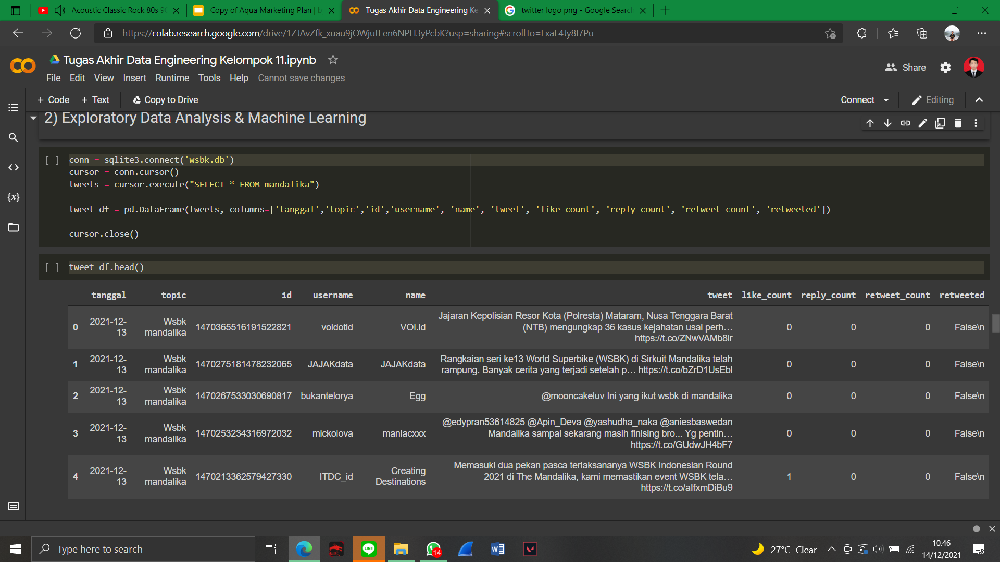 Acoustic Classic Rock 80s 90
Copy of Aqua Marketing Plan | b
Tugas Akhir Data Engineering Ke
twitter logo png - Google Search
https://colab.research.google.com/drive/1ZJAvZfk_xuau9jOWjutEen6NPH3yPcbK?usp=sharing#scrollTo=LxaF4Jy8I7Pu
Tugas Akhir Data Engineering Kelompok 11.ipynb
Share
File Edit View Insert Runtime Tools Help Cannot save changes
+ Code + Text Copy to Drive
Connect Editing
2) Exploratory Data Analysis & Machine Learning
[ ] conn = sqlite3.connect('wsbk.db')
cursor = conn.cursor()
tweets = cursor.execute("SELECT * FROM mandalika")
tweet_df = pd.DataFrame(tweets, columns=['tanggal','topic','id','username', 'name', 'tweet', 'like_count', 'reply_count', 'retweet_count', 'retweeted'])
cursor.close()
[ ] tweet_df.head()
tanggal topic id username name tweet like_count reply_count retweet_count retweeted
0 2021-12-13 Wsbk mandalika 1470365516191522821 voidotid VOI.id Jajaran Kepolisian Resor Kota (Polresta) Mataram, Nusa Tenggara Barat
(NTB) mengungkap 36 kasus kejahatan usai perh…
https://t.co/ZNwVAMb8ir 0 0 0 False\n
1 2021-12-13 Wsbk mandalika 1470275181478232065 JAJAKdata JAJAKdata Rangkaian seri ke13 World Superbike (WSBK) di Sirkuit Mandalika telah
rampung. Banyak cerita yang terjadi setelah p… https://t.co/bZrD1UsEbl 0 0 0 False\n
2 2021-12-13 Wsbk mandalika 1470267533030690817 bukantelorya Egg @mooncakeluv Ini yang ikut wsbk di mandalika 0 0 0 False\n
3 2021-12-13 Wsbk mandalika 1470253234316972032 mickolova maniacxxx @edypran53614825 @Apin_Deva @yashudha_naka @aniesbaswedan
Mandalika sampai sekarang masih finising bro... Yg pentin…
https://t.co/GUdwJH4bF7 0 0 0 False\n
4 2021-12-13 Wsbk mandalika 1470213362579427330 ITDC_id Creating Destinations Memasuki dua pekan pasca terlaksananya WSBK Indonesian Round
2021 di The Mandalika, kami memastikan event WSBK tela…
https://t.co/aIfxmDiBu9 1 0 0 False\n
Type here to search
LINE
14
27°C Clear
10.46
14/12/2021